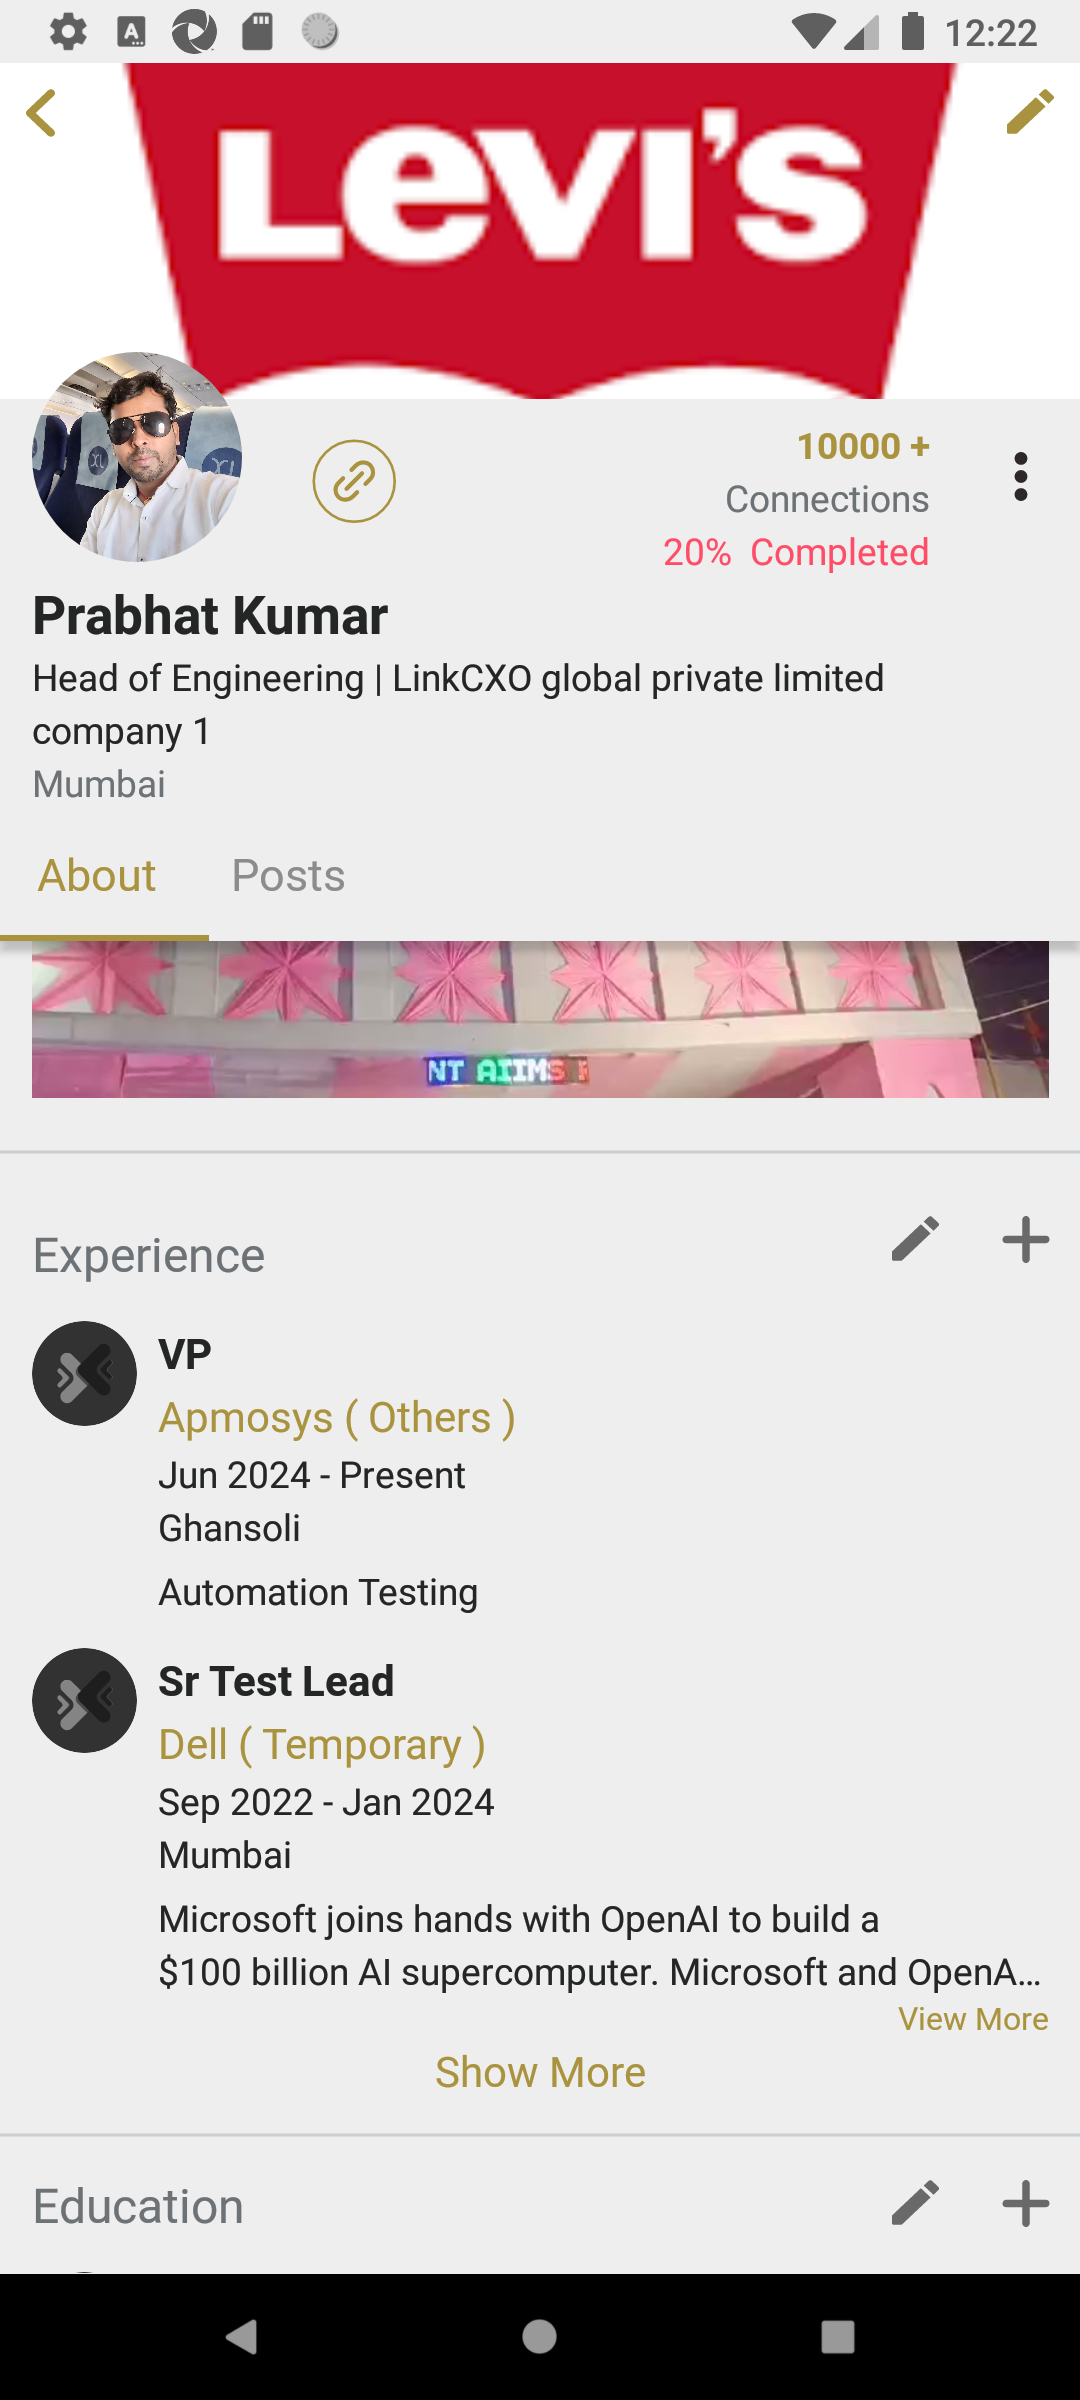 12:22
Levi's
10000 +
Connections
20% Completed
Prabhat Kumar
Head of Engineering | LinkCXO global private limited
company 1
Mumbai
About
Posts
NT AIIMS
Experience
VP
Apmosys ( Others )
Jun 2024 - Present
Ghansoli
Automation Testing
Sr Test Lead
Dell ( Temporary )
Sep 2022 - Jan 2024
Mumbai
Microsoft joins hands with OpenAI to build a
$100 billion AI supercomputer. Microsoft and OpenA…
View More
Show More
Education